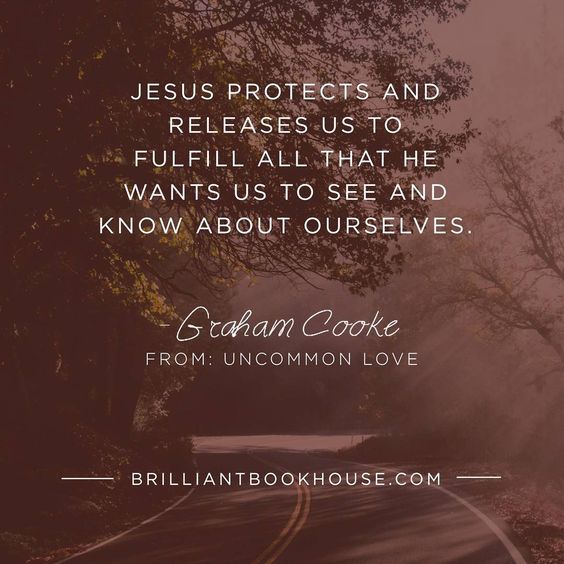 JESUS PROTECTS AND
RELEASES US TO
FULFILL ALL THAT HE
WANTS US TO SEE AND
KNOW ABOUT OURSELVES.
- Graham Cooke
FROM: UNCOMMON LOVE
BRILLIANTBOOKHOUSE.COM